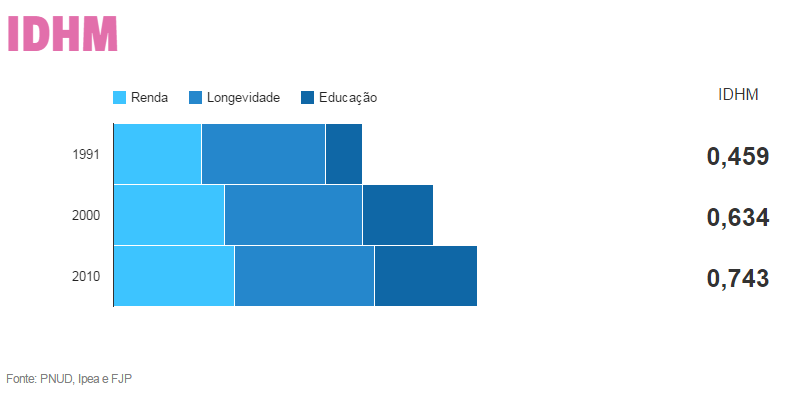 IDHM
Renda Longevidade Educação IDHM
1991 0,459
2000 0,634
2010 0,743
Fonte: PNUD, Ipea e FJP